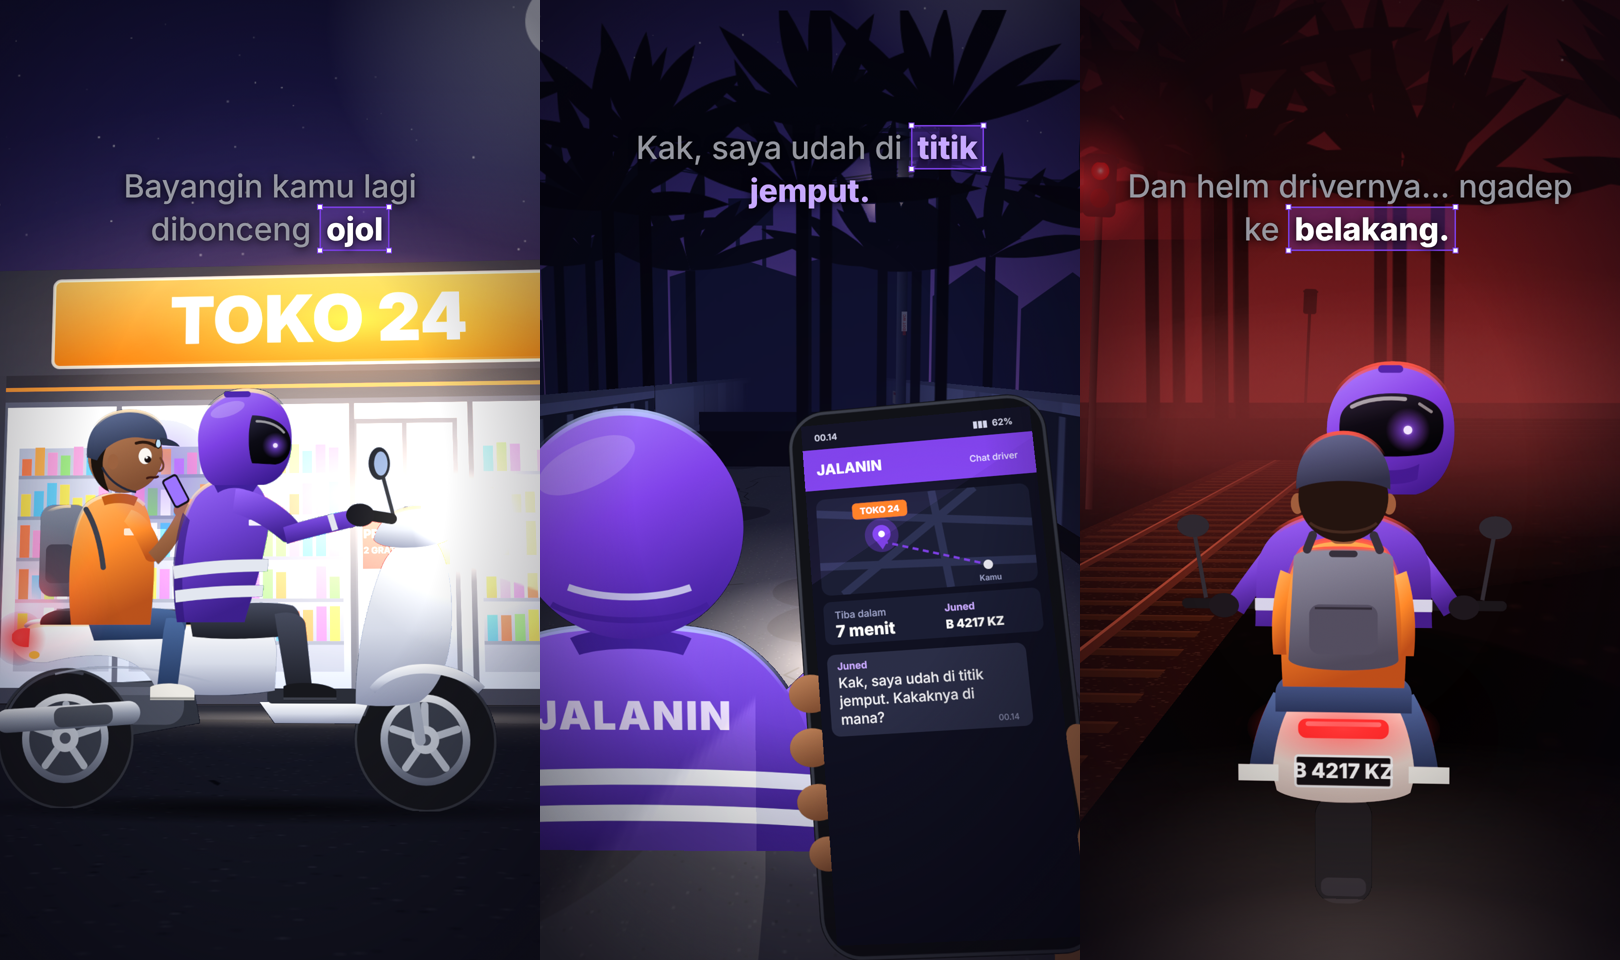 Bayangin kamu lagi
dibonceng ojol
TOKO 24
Kak, saya udah di titik
jemput.
JALANIN
00.14
62%
JALANIN
Chat driver
TOKO 24
Kamu
Tiba dalam
7 menit
Juned
B 4217 KZ
Juned
Kak, saya udah di titik
jemput. Kakaknya di
mana?
00.14
Dan helm drivernya... ngadep
ke belakang.
B 4217 KZ